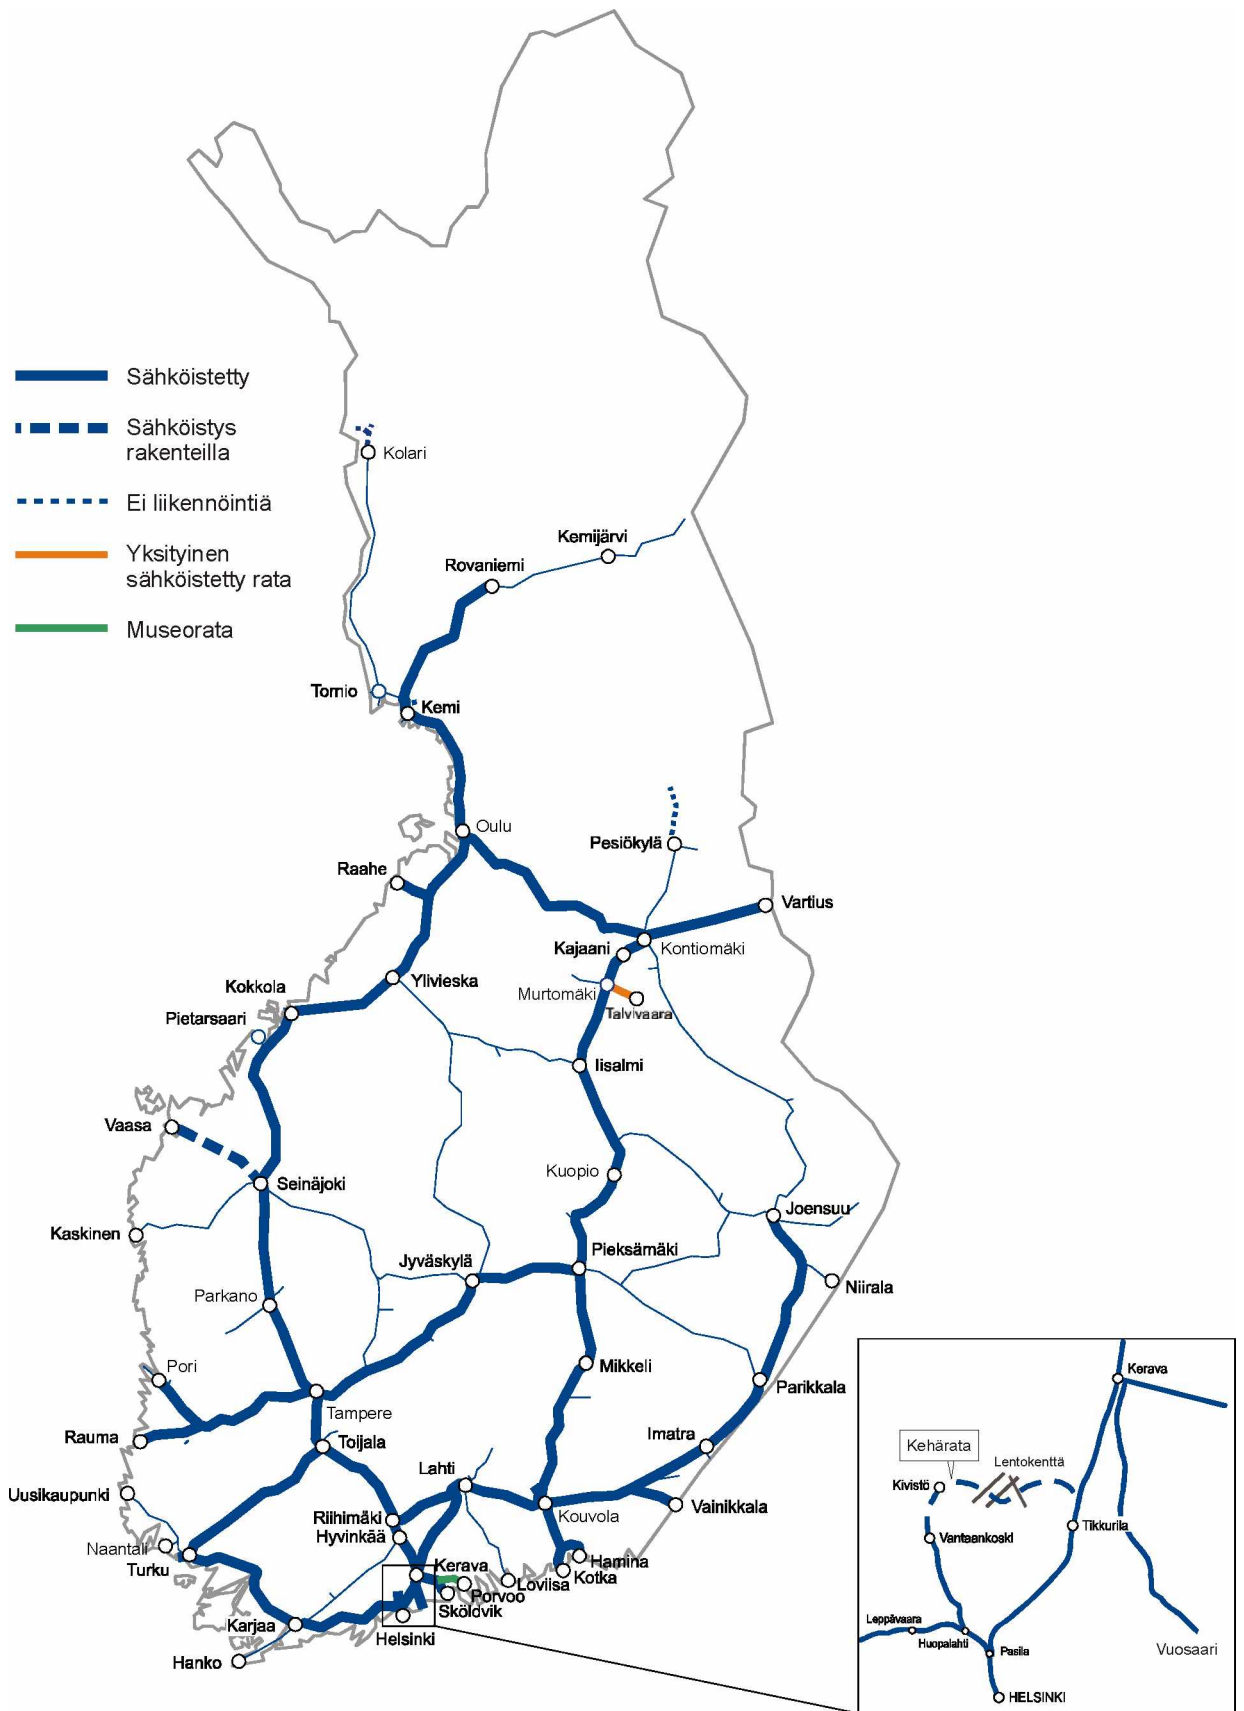 Sähköistetty
Sähköistys
rakenteilla
Ei liikennöintiä
Yksityinen
sähköistetty rata
Museorata
Kolari
Kemijärvi
Rovaniemi
Tornio
Kemi
Oulu
Pesiökylä
Raahe
Vartius
Kajaani
Kontiomäki
Ylivieska
Kokkola
Murtomäki
Talvivaara
Pietarsaari
Iisalmi
Vaasa
Kuopio
Seinäjoki
Joensuu
Kaskinen
Pieksämäki
Jyväskylä
Niirala
Parkano
Pori
Mikkeli
Parikkala
Tampere
Rauma
Toijala
Imatra
Lahti
Uusikaupunki
Vainikkala
Riihimäki
Kouvola
Hyvinkää
Naantali
Turku
Hamina
Kerava
Kotka
Loviisa
Porvoo
Sköldvik
Karjaa
Helsinki
Hanko
Kerava
Kehärata
Lentokenttä
Kivistö
Tikkurila
Vantaankoski
Leppävaara
Huopalahti
Pasila
Vuosaari
HELSINKI